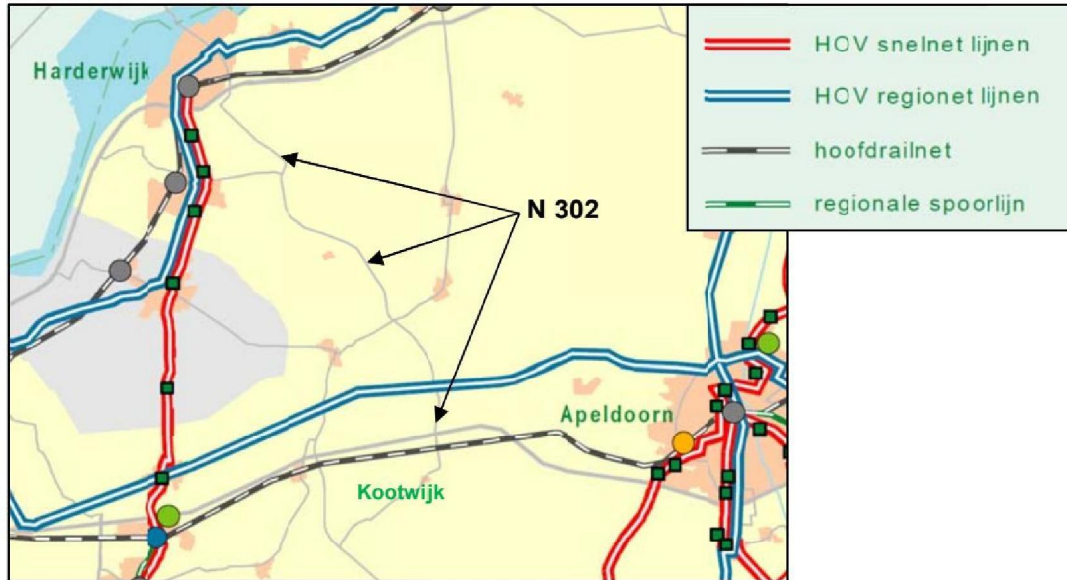 Harderwijk
N 302
Apeldoorn
Kootwijk
HOV snelnet lijnen
HOV regionet lijnen
hoofdrailnet
regionale spoorlijn